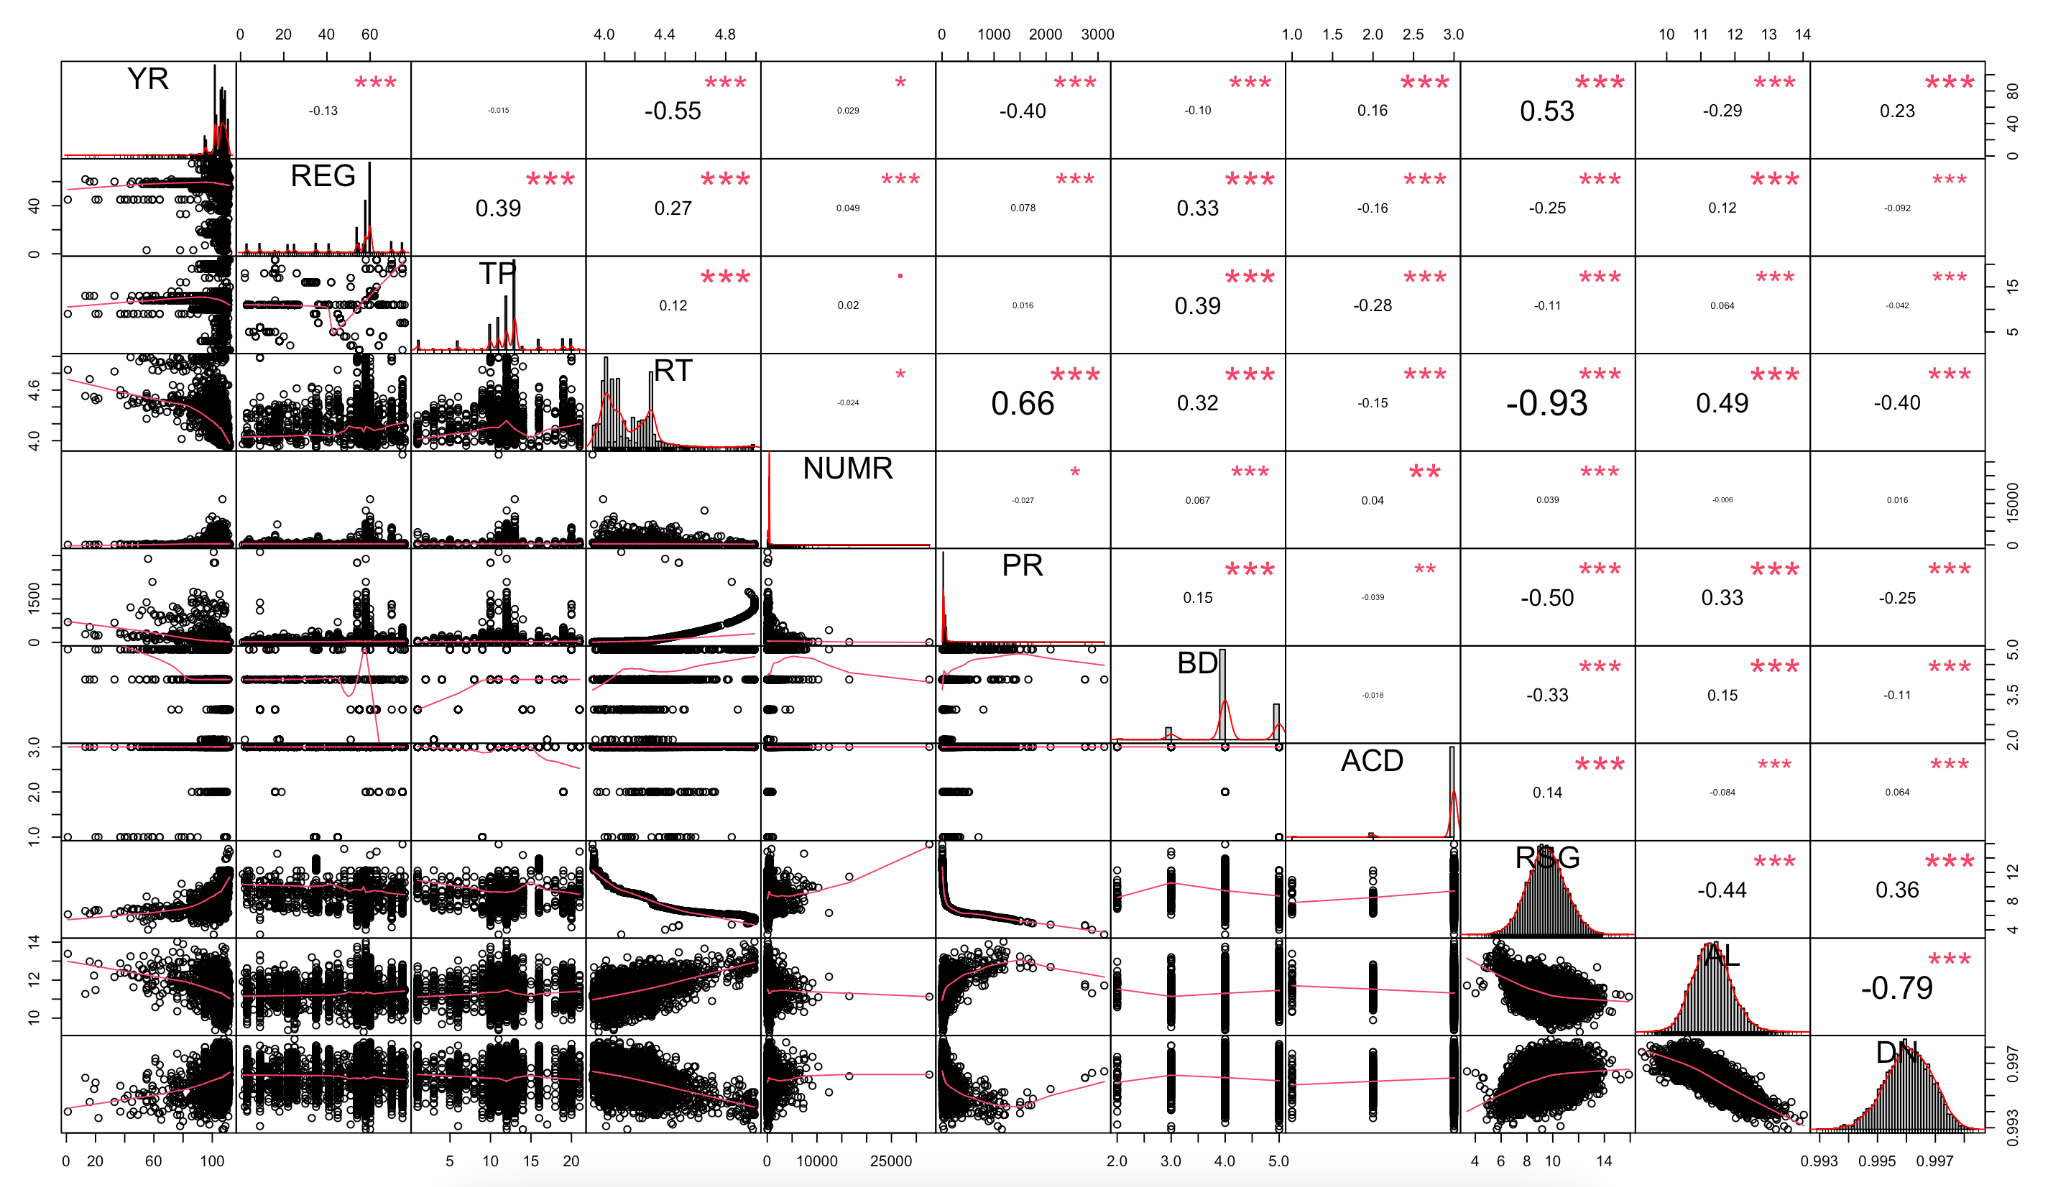 0 20 40 60 4.0 4.4 4.8 0 1000 2000 3000 1.0 1.5 2.0 2.5 3.0 10 11 12 13 14
YR *** *** * *** *** *** *** *** ***
-0.13 -0.015 -0.55 0.029 -0.40 -0.10 0.16 0.53 -0.29 0.23
0 40 80
REG *** *** *** *** *** *** *** *** ***
0.39 0.27 0.049 0.078 0.33 -0.16 -0.25 0.12 -0.092
0 40
TP *** . *** *** *** *** ***
0.12 0.02 0.016 0.39 -0.28 -0.11 0.064 -0.042
5 15
RT * *** *** *** *** *** ***
-0.024 0.66 0.32 -0.15 -0.93 0.49 -0.40
4.0 4.6
NUMR * *** ** ***
-0.027 0.067 0.04 0.039 -0.006 0.016
0 15000
PR *** ** *** *** ***
0.15 -0.039 -0.50 0.33 -0.25
0 1500
BD *** *** ***
-0.018 -0.33 0.15 -0.11
2.0 3.5 5.0
ACD *** *** ***
0.14 -0.084 0.064
1.0 2.0 3.0
RSG *** ***
-0.44 0.36
4 8 12
AL ***
-0.79
10 12 14
DN
0.993 0.997
0 20 60 100 5 10 15 20 0 10000 25000 2.0 3.0 4.0 5.0 4 6 8 10 14 0.993 0.995 0.997